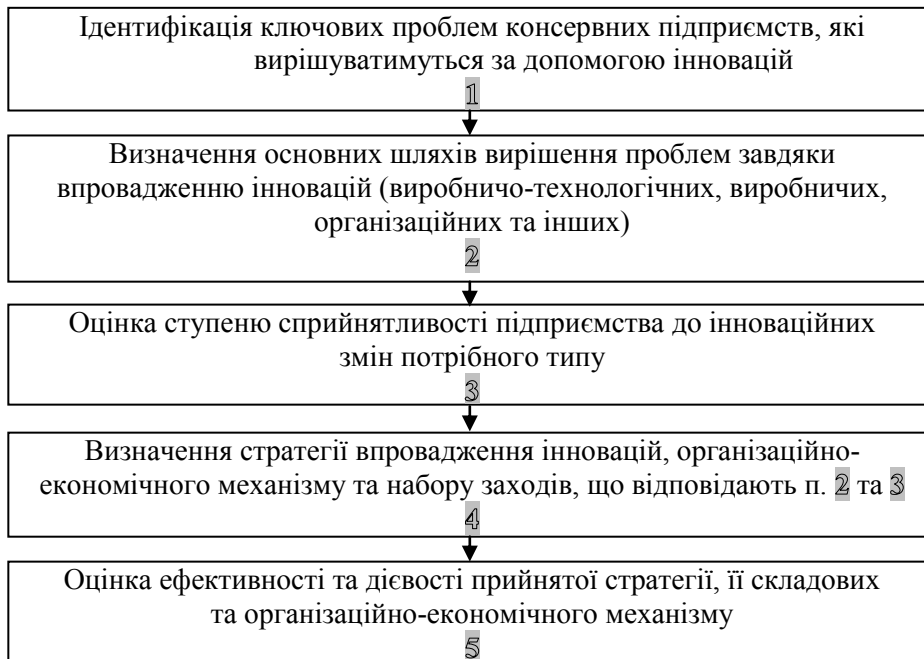 Ідентифікація ключових проблем консервних підприємств, які
вирішуватимуться за допомогою інновацій
1
Визначення основних шляхів вирішення проблем завдяки
впровадженню інновацій (виробничо-технологічних, виробничих,
організаційних та інших)
2
Оцінка ступеню сприйнятливості підприємства до інноваційних
змін потрібного типу
3
Визначення стратегії впровадження інновацій, організаційно-
економічного механізму та набору заходів, що відповідають п. 2 та 3
4
Оцінка ефективності та дієвості прийнятої стратегії, її складових
та організаційно-економічного механізму
5